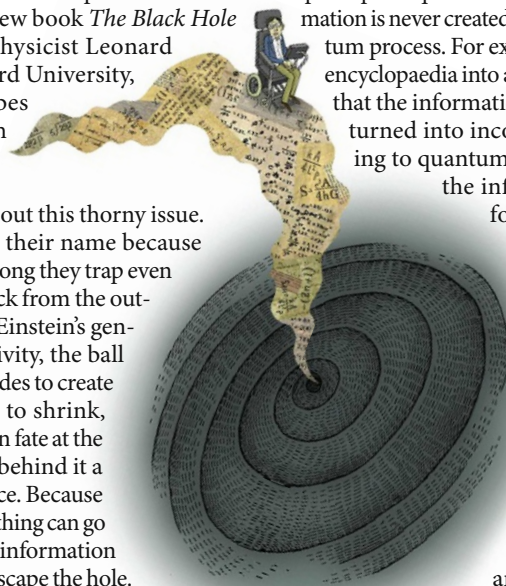 ew book The Black Hole
hysicist Leonard
rd University,
bes
n
out this thorny issue.
their name because
ong they trap even
ck from the out-
Einstein's gen-
ivity, the ball
des to create
to shrink,
n fate at the
behind it a
ce. Because
thing can go
information
scape the hole.
mation is never created
tum process. For ex
encyclopaedia into a
that the informati
turned into inco
ing to quantum
the inf
fo